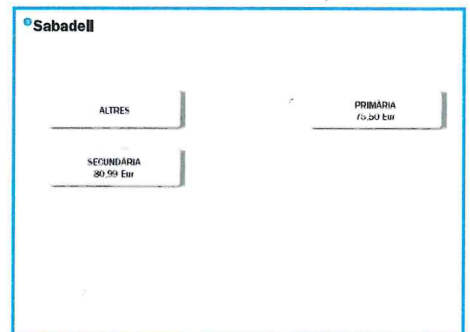 Sabadell
ALTRES
PRIMÀRIA
75,50 Eur
SECUNDÀRIA
80,99 Eur